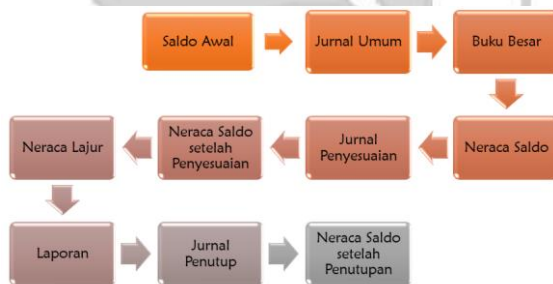 Saldo Awal
Jurnal Umum
Buku Besar
Neraca Saldo
Jurnal
Penyesuaian
Neraca Saldo
setelah
Penyesuaian
Neraca Lajur
Laporan
Jurnal
Penutup
Neraca Saldo
setelah
Penutupan